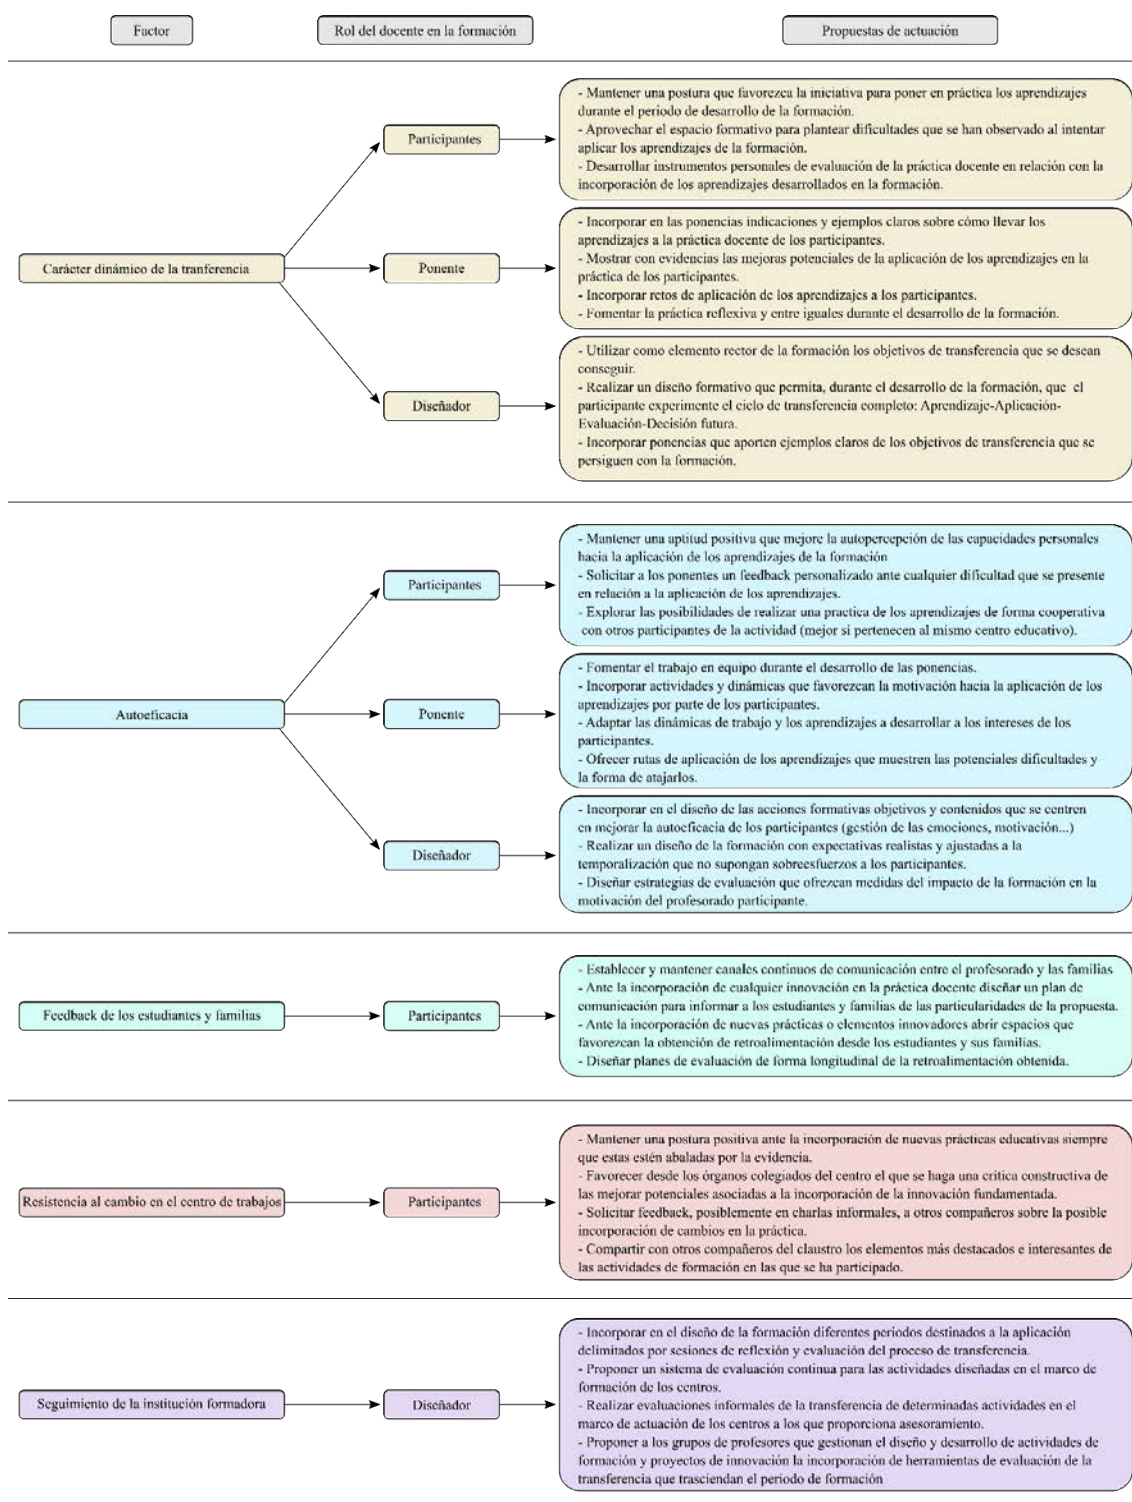 Factor
Rol del docente en la formación
Propuestas de actuación
Carácter dinámico de la tranferencia
Participantes
- Mantener una postura que favorezca la iniciativa para poner en práctica los aprendizajes
durante el periodo de desarrollo de la formación.
- Aprovechar el espacio formativo para plantear dificultades que se han observado al intentar
aplicar los aprendizajes de la formación.
- Desarrollar instrumentos personales de evaluación de la práctica docente en relación con la
incorporación de los aprendizajes desarrollados en la formación.
Ponente
- Incorporar en las ponencias indicaciones y ejemplos claros sobre cómo llevar los
aprendizajes a la práctica docente de los participantes.
- Mostrar con evidencias las mejoras potenciales de la aplicación de los aprendizajes en la
práctica de los participantes.
- Incorporar retos de aplicación de los aprendizajes a los participantes.
- Fomentar la práctica reflexiva y entre iguales durante el desarrollo de la formación.
Diseñador
- Utilizar como elemento rector de la formación los objetivos de transferencia que se desean
conseguir.
- Realizar un diseño formativo que permita, durante el desarrollo de la formación, que el
participante experimente el ciclo de transferencia completo: Aprendizaje-Aplicación-
Evaluación-Decisión futura.
- Incorporar ponencias que aporten ejemplos claros de los objetivos de transferencia que se
persiguen con la formación.
Autoeficacia
Participantes
- Mantener una aptitud positiva que mejore la autopercepción de las capacidades personales
hacia la aplicación de los aprendizajes de la formación
- Solicitar a los ponentes un feedback personalizado ante cualquier dificultad que se presente
en relación a la aplicación de los aprendizajes.
- Explorar las posibilidades de realizar una practica de los aprendizajes de forma cooperativa
con otros participantes de la actividad (mejor si pertenecen al mismo centro educativo).
Ponente
- Fomentar el trabajo en equipo durante el desarrollo de las ponencias.
- Incorporar actividades y dinámicas que favorezcan la motivación hacia la aplicación de los
aprendizajes por parte de los participantes.
- Adaptar las dinámicas de trabajo y los aprendizajes a desarrollar a los intereses de los
participantes.
- Ofrecer rutas de aplicación de los aprendizajes que muestren las potenciales dificultades y
la forma de atajarlos.
Diseñador
- Incorporar en el diseño de las acciones formativas objetivos y contenidos que se centren
en mejorar la autoeficacia de los participantes (gestión de las emociones, motivación...)
- Realizar un diseño de la formación con expectativas realistas y ajustadas a la
temporalización que no supongan sobreesfuerzos a los participantes.
- Diseñar estrategias de evaluación que ofrezcan medidas del impacto de la formación en la
motivación del profesorado participante.
Feedback de los estudiantes y familias
Participantes
- Establecer y mantener canales continuos de comunicación entre el profesorado y las familias
- Ante la incorporación de cualquier innovación en la práctica docente diseñar un plan de
comunicación para informar a los estudiantes y familias de las particularidades de la propuesta.
- Ante la incorporación de nuevas prácticas o elementos innovadores abrir espacios que
favorezcan la obtención de retroalimentación desde los estudiantes y sus familias.
- Diseñar planes de evaluación de forma longitudinal de la retroalimentación obtenida.
Resistencia al cambio en el centro de trabajos
Participantes
- Mantener una postura positiva ante la incorporación de nuevas prácticas educativas siempre
que estas estén abaladas por la evidencia.
- Favorecer desde los órganos colegiados del centro el que se haga una crítica constructiva de
las mejorar potenciales asociadas a la incorporación de la innovación fundamentada.
- Solicitar feedback, posiblemente en charlas informales, a otros compañeros sobre la posible
incorporación de cambios en la práctica.
- Compartir con otros compañeros del claustro los elementos más destacados e interesantes de
las actividades de formación en las que se ha participado.
Seguimiento de la institución formadora
Diseñador
- Incorporar en el diseño de la formación diferentes periodos destinados a la aplicación
delimitados por sesiones de reflexión y evaluación del proceso de transferencia.
- Proponer un sistema de evaluación continua para las actividades diseñadas en el marco de
formación de los centros.
- Realizar evaluaciones informales de la transferencia de determinadas actividades en el
marco de actuación de los centros a los que proporciona asesoramiento.
- Proponer a los grupos de profesores que gestionan el diseño y desarrollo de actividades de
formación y proyectos de innovación la incorporación de herramientas de evaluación de la
transferencia que trasciendan el periodo de formación